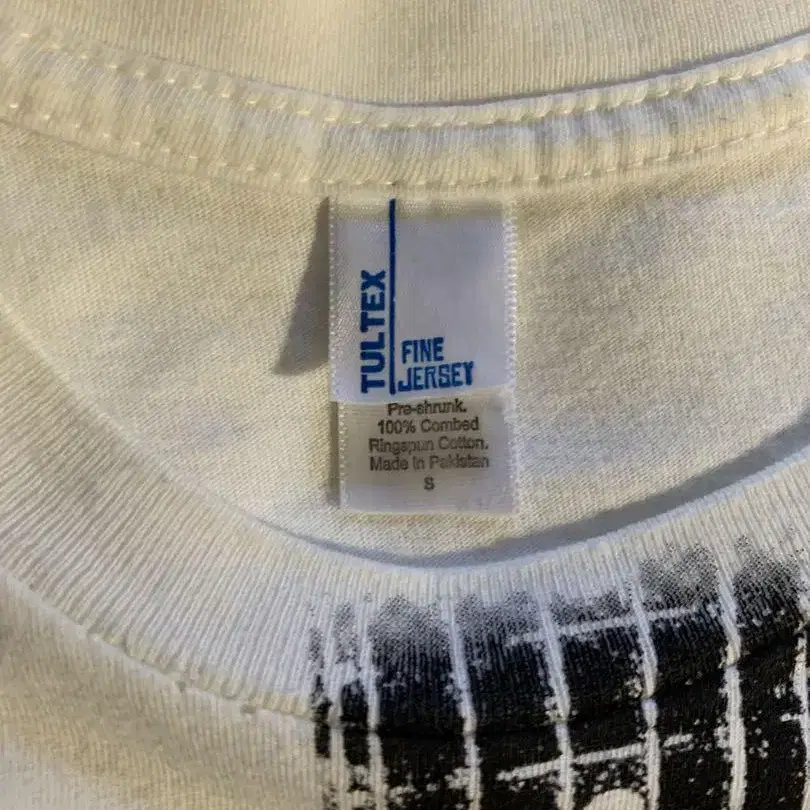 TULTEX
FINE
JERSEY
Pre-shrunk.
100% Combed
Ringspun Cotton.
Made in Pakistan
S